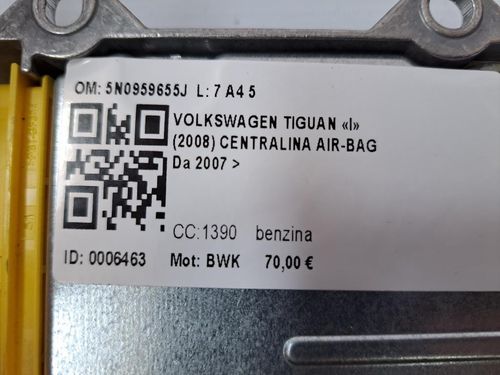 OM: 5N0959655J L: 7 A4 5
VOLKSWAGEN TIGUAN «I»
(2008) CENTRALINA AIR-BAG
Da 2007 >
CC:1390 benzina
ID: 0006463 Mot: BWK 70,00 €